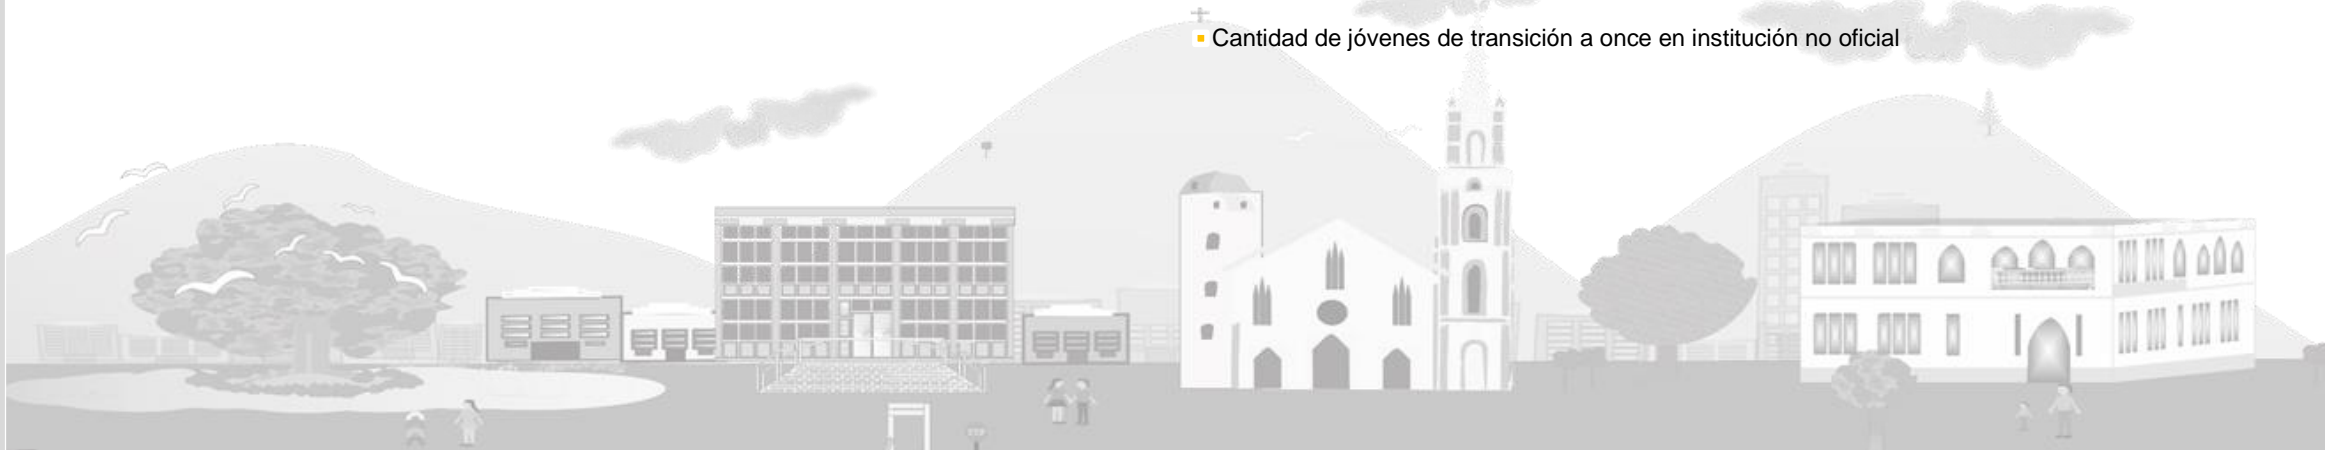 Cantidad de jóvenes de transición a once en institución no oficial